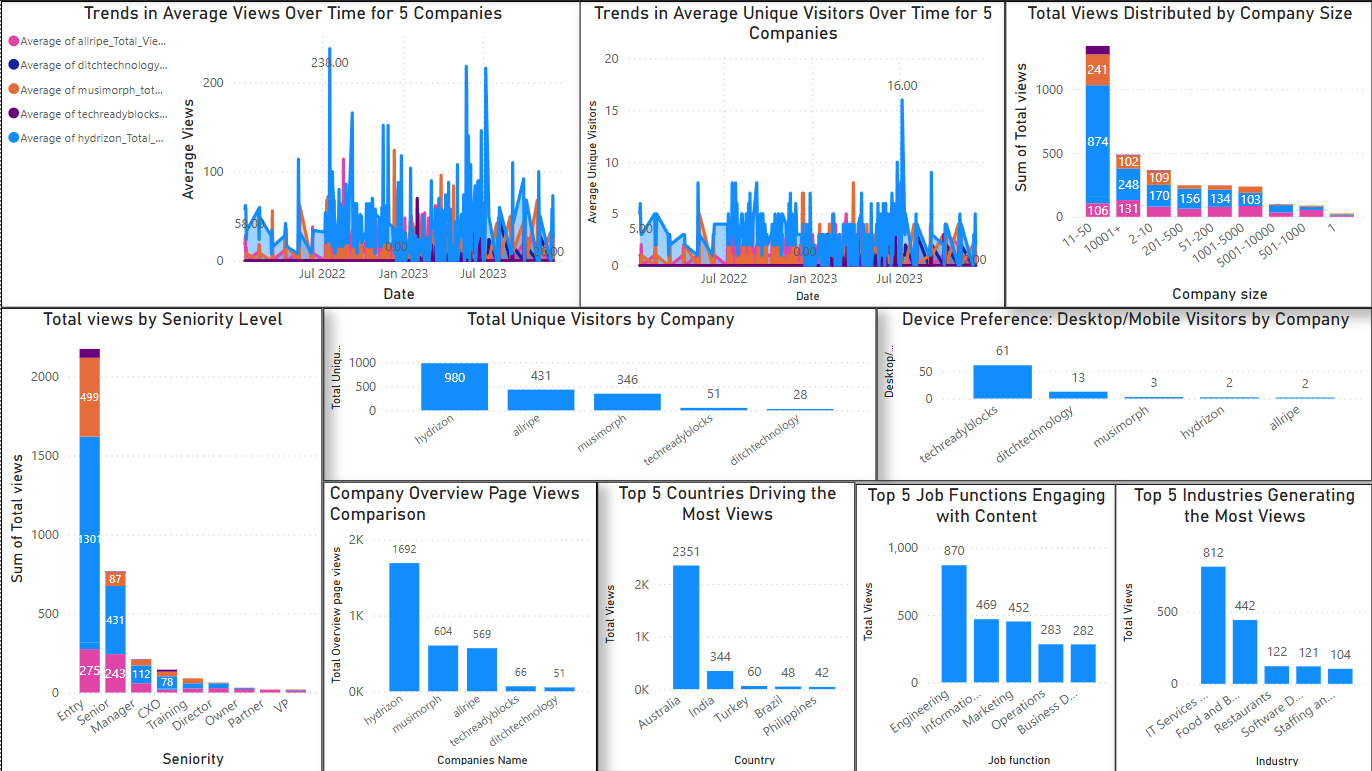 Trends in Average Views Over Time for 5 Companies
Average of allripe_Total_Vie...
Average of ditchtechnology...
Average of musimorph_tot...
Average of techreadyblocks...
Average of hydrizon_Total_...
Average Views
200
100
0
238.00
58.00
0.00
Jul 2022
Jan 2023
Jul 2023
Date
Trends in Average Unique Visitors Over Time for 5
Companies
Average Unique Visitors
20
15
10
5
0
16.00
0.00
Jul 2022
Jan 2023
Jul 2023
Date
Total Views Distributed by Company Size
Sum of Total views
1000
500
0
241
874
106
102
248
131
109
170
156
134
103
11-50
10001+
2-10
201-500
51-200
1001-5000
5001-10000
501-1000
1
Company size
Total views by Seniority Level
Sum of Total views
2000
1500
1000
500
0
499
1301
275
87
431
243
112
78
Entry
Senior
Manager
CXO
Training
Director
Owner
Partner
VP
Seniority
Total Unique Visitors by Company
Total Uniqu...
1000
500
0
980
431
346
51
28
hydrizon
allripe
musimorph
techreadyblocks
ditchtechnology
Device Preference: Desktop/Mobile Visitors by Company
Desktop/...
50
0
61
13
3
2
2
techreadyblocks
ditchtechnology
musimorph
hydrizon
allripe
Company Overview Page Views
Comparison
Total Overview page views
2K
1K
0K
1692
604
569
66
51
hydrizon
musimorph
allripe
techreadyblocks
ditchtechnology
Companies Name
Top 5 Countries Driving the
Most Views
Total Views
2K
1K
0K
2351
344
60
48
42
Australia
India
Turkey
Brazil
Philippines
Country
Top 5 Job Functions Engaging
with Content
Total Views
1,000
500
0
870
469
452
283
282
Engineering
Informatio...
Marketing
Operations
Business D...
Job function
Top 5 Industries Generating
the Most Views
Total Views
500
0
812
442
122
121
104
IT Services ...
Food and B...
Restaurants
Software D...
Staffing an...
Industry